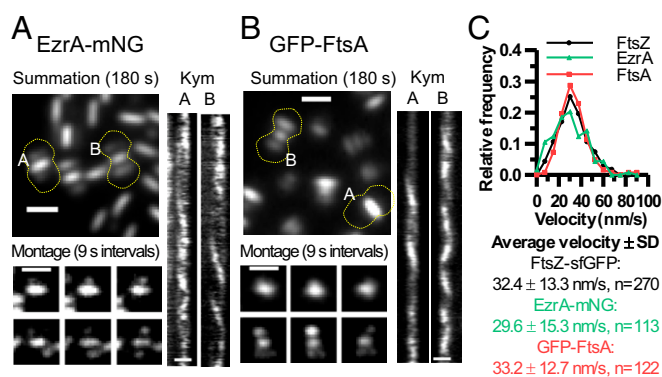 A
EzrA-mNG
Summation (180 s)
Kym
A B
A
B
Montage (9 s intervals)
B
GFP-FtsA
Summation (180 s)
Kym
A B
B
A
Montage (9 s intervals)
C
FtsZ
EzrA
FtsA
Relative frequency
0.4
0.3
0.2
0.1
0.0
0 20 40 60 80 100
Velocity (nm/s)
Average velocity ± SD
FtsZ-sfGFP:
32.4 ± 13.3 nm/s, n=270
EzrA-mNG:
29.6 ± 15.3 nm/s, n=113
GFP-FtsA:
33.2 ± 12.7 nm/s, n=122